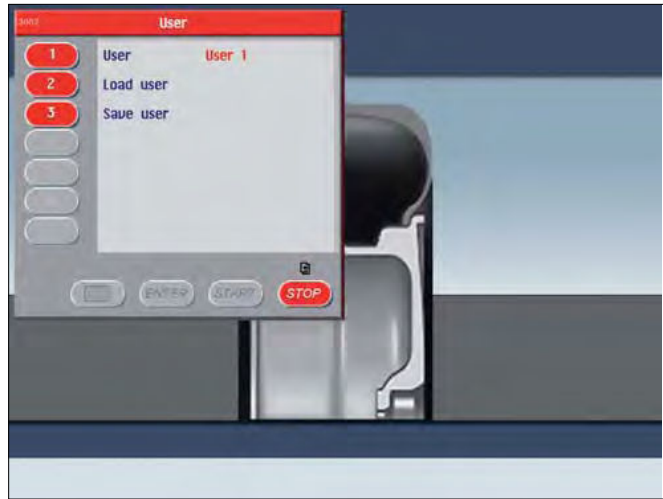 User
1 User User 1
2 Load user
3 Save user
ENTER START STOP